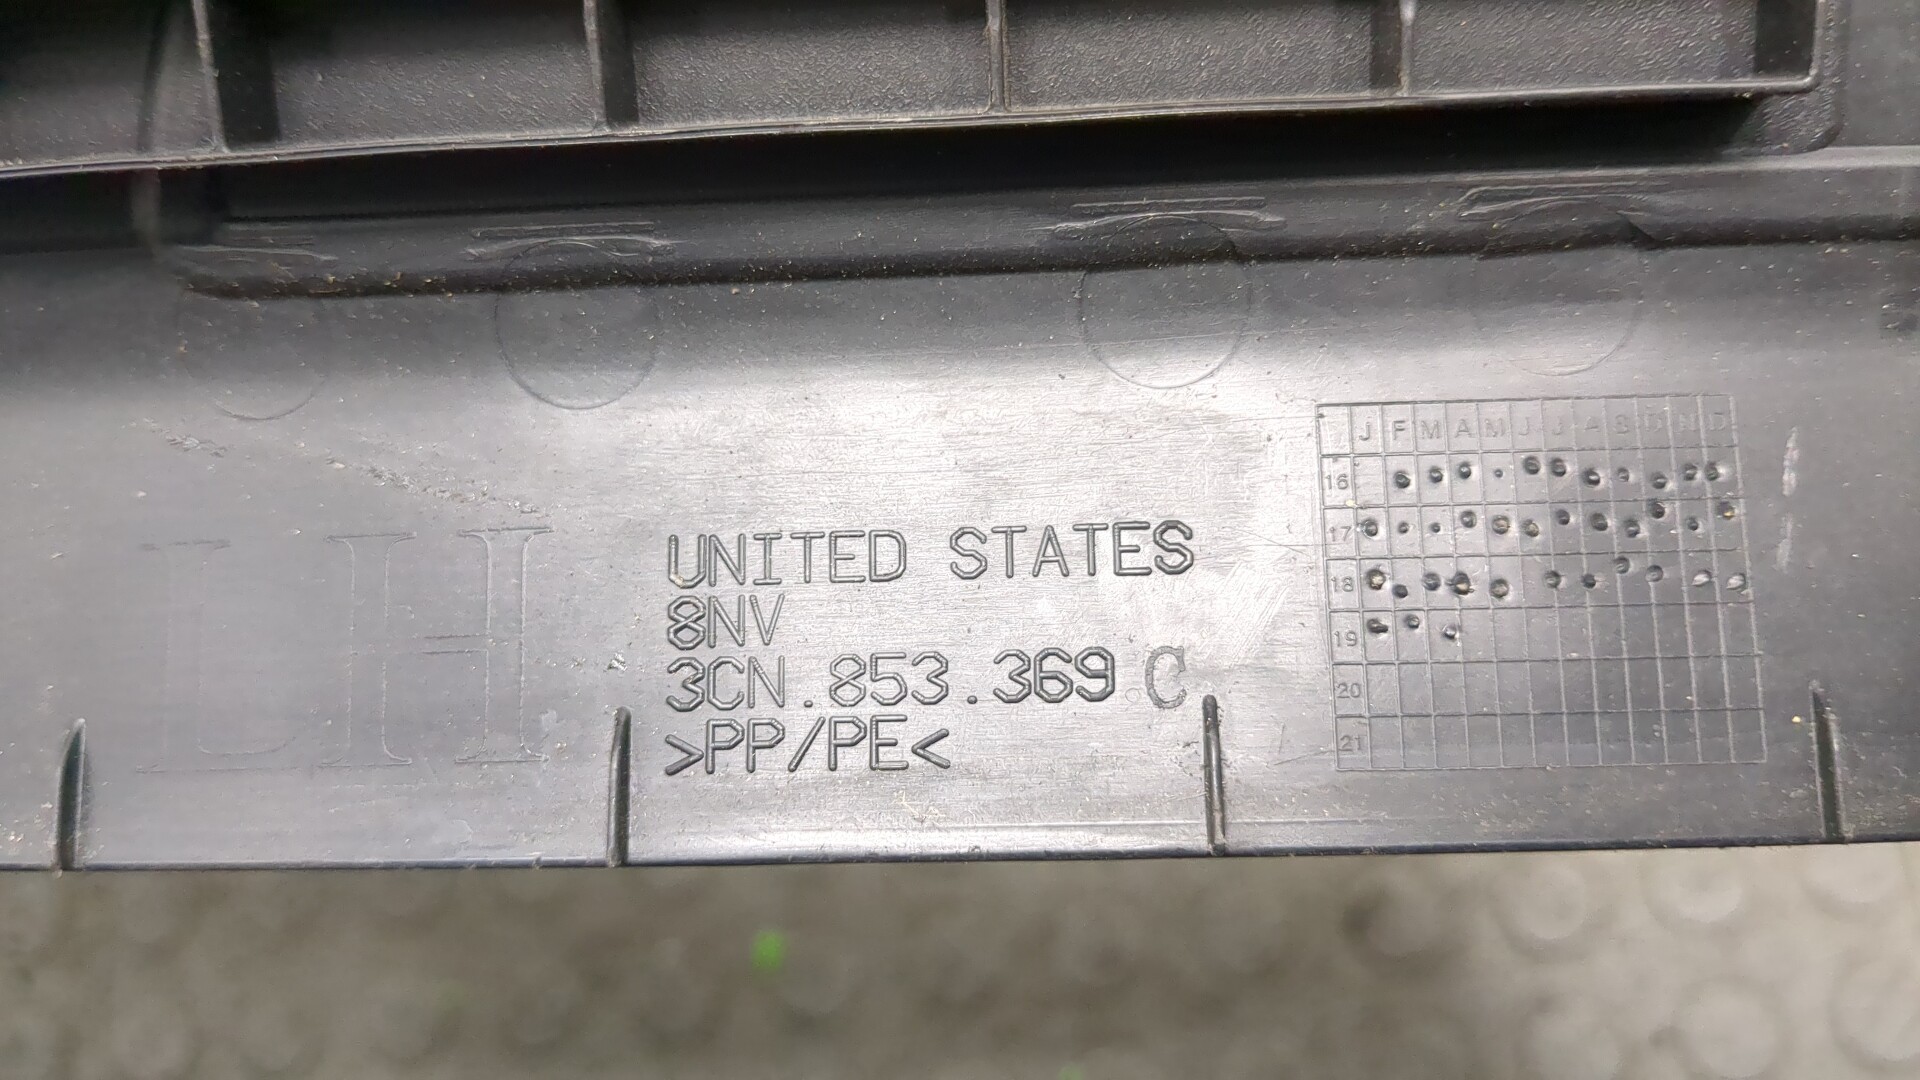 J F M A M J J A S O N D
16
17
18
19
20
21
LH
UNITED STATES
8NV
3CN.853.369 C
>PP/PE<